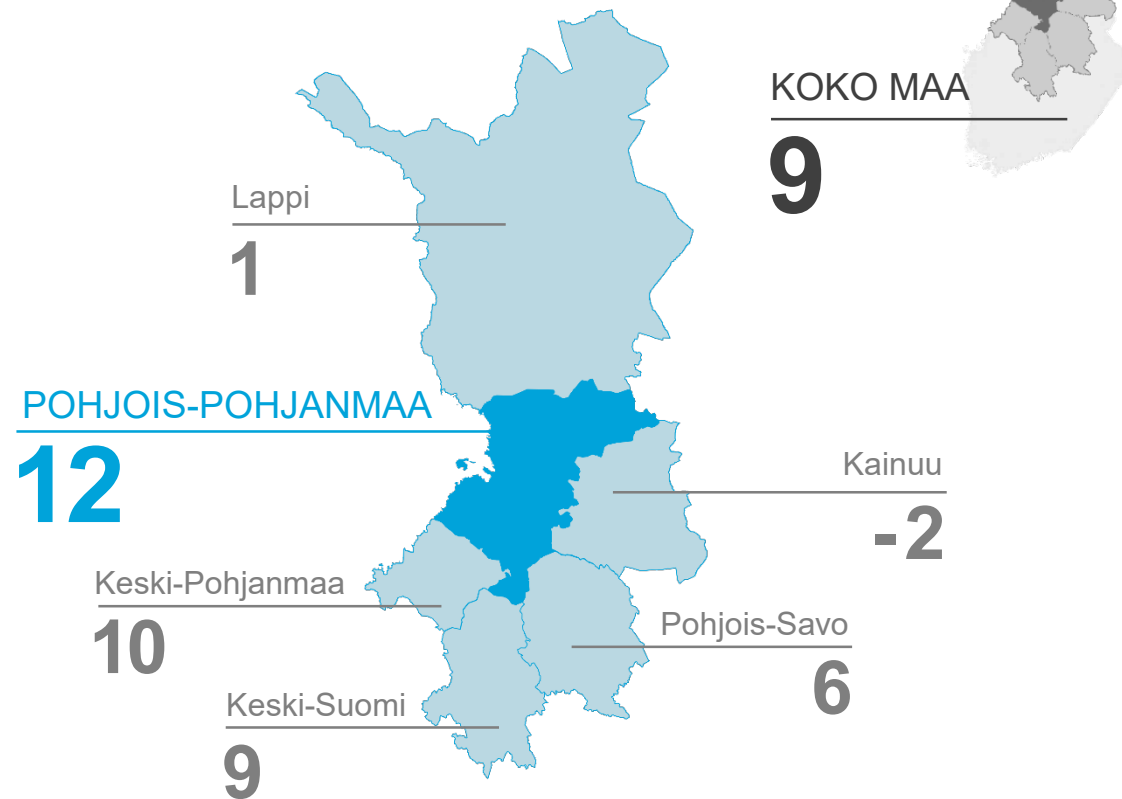 KOKO MAA
9
Lappi
1
POHJOIS-POHJANMAA
12
Kainuu
-2
Keski-Pohjanmaa
10
Pohjois-Savo
6
Keski-Suomi
9